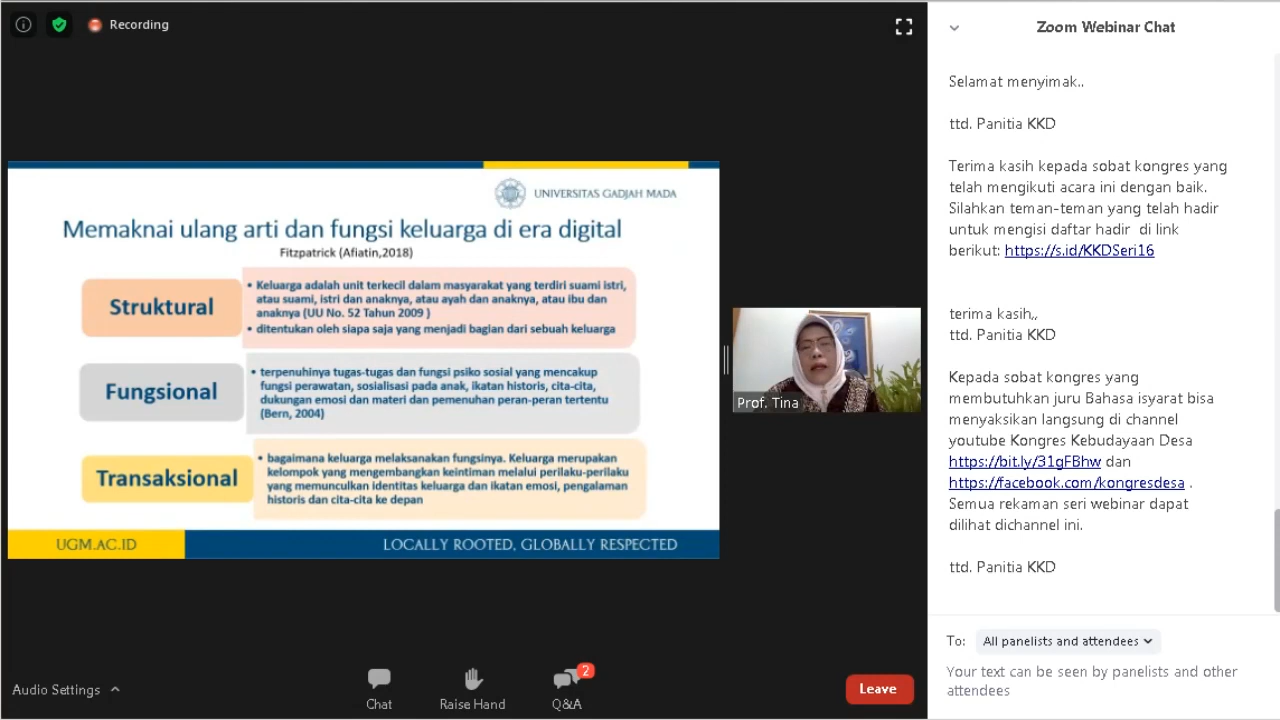 Recording
UNIVERSITAS GADJAH MADA
Memaknai ulang arti dan fungsi keluarga di era digital
Fitzpatrick (Afiatin,2018)
Struktural
• Keluarga adalah unit terkecil dalam masyarakat yang terdiri suami istri,
atau suami, istri dan anaknya, atau ayah dan anaknya, atau ibu dan
anaknya (UU No. 52 Tahun 2009 )
• ditentukan oleh siapa saja yang menjadi bagian dari sebuah keluarga
Fungsional
• terpenuhinya tugas-tugas dan fungsi psiko sosial yang mencakup
fungsi perawatan, sosialisasi pada anak, ikatan historis, cita-cita,
dukungan emosi dan materi dan pemenuhan peran-peran tertentu
(Bern, 2004)
Transaksional
• bagaimana keluarga melaksanakan fungsinya. Keluarga merupakan
kelompok yang mengembangkan keintiman melalui perilaku-perilaku
yang memunculkan identitas keluarga dan ikatan emosi, pengalaman
historis dan cita-cita ke depan
UGM.AC.ID
LOCALLY ROOTED, GLOBALLY RESPECTED
Prof. Tina
Audio Settings
Chat
Raise Hand
2
Q&A
Leave
Zoom Webinar Chat
Selamat menyimak..
ttd. Panitia KKD
Terima kasih kepada sobat kongres yang
telah mengikuti acara ini dengan baik.
Silahkan teman-teman yang telah hadir
untuk mengisi daftar hadir di link
berikut: https://s.id/KKDSeri16
terima kasih,,
ttd. Panitia KKD
Kepada sobat kongres yang
membutuhkan juru Bahasa isyarat bisa
menyaksikan langsung di channel
youtube Kongres Kebudayaan Desa
https://bit.ly/31gFBhw dan
https://facebook.com/kongresdesa .
Semua rekaman seri webinar dapat
dilihat dichannel ini.
ttd. Panitia KKD
To: All panelists and attendees
Your text can be seen by panelists and other
attendees